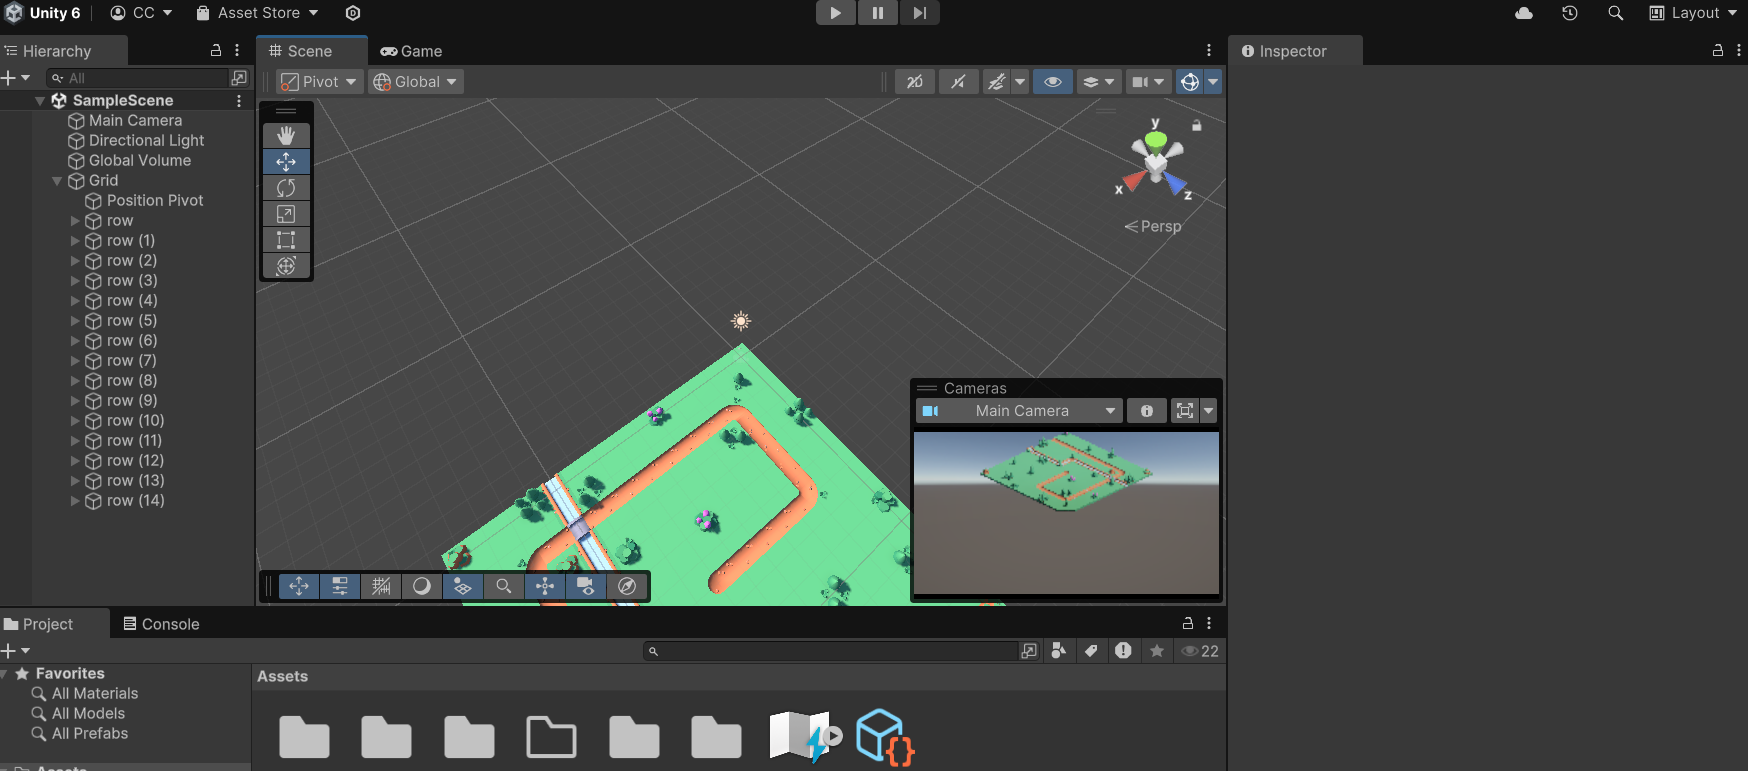 Unity 6 CC Asset Store Layout
Hierarchy
All
SampleScene
Main Camera
Directional Light
Global Volume
Grid
Position Pivot
row
row (1)
row (2)
row (3)
row (4)
row (5)
row (6)
row (7)
row (8)
row (9)
row (10)
row (11)
row (12)
row (13)
row (14)
Scene Game
Pivot Global 2D
y
x
z
Persp
Cameras
Main Camera
Inspector
Project Console
22
Favorites
All Materials
All Models
All Prefabs
Assets
Assets